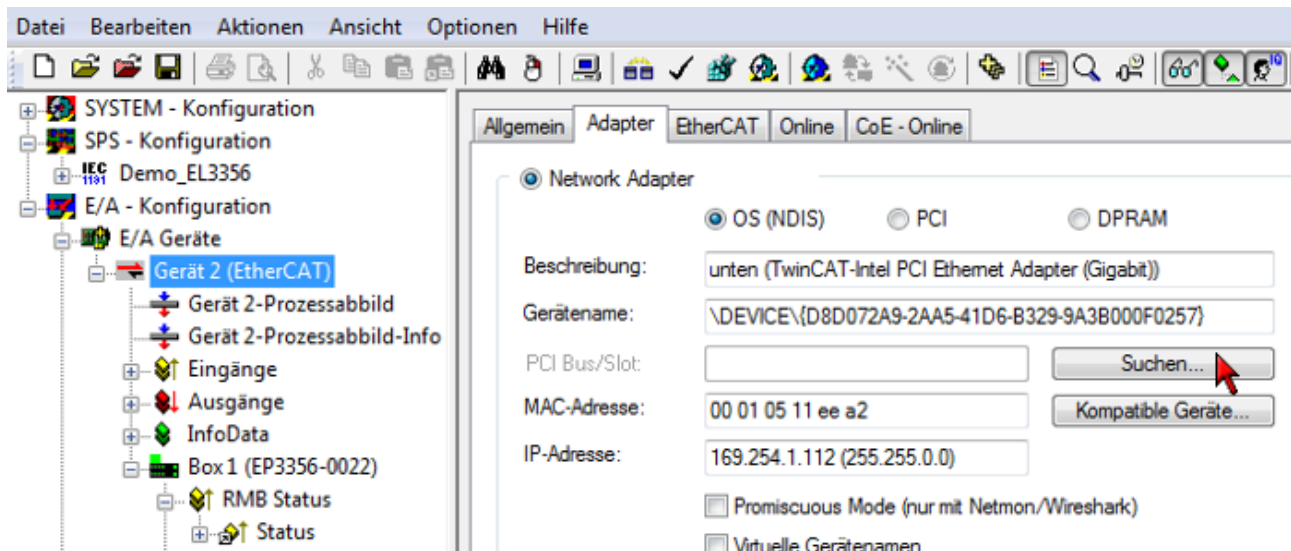 Datei Bearbeiten Aktionen Ansicht Optionen Hilfe
SYSTEM - Konfiguration
SPS - Konfiguration
IEC 1131 Demo_EL3356
E/A - Konfiguration
E/A Geräte
Gerät 2 (EtherCAT)
Gerät 2-Prozessabbild
Gerät 2-Prozessabbild-Info
Eingänge
Ausgänge
InfoData
Box 1 (EP3356-0022)
RMB Status
Status
Allgemein Adapter EtherCAT Online CoE - Online
Network Adapter
OS (NDIS) PCI DPRAM
Beschreibung: unten (TwinCAT-Intel PCI Ethernet Adapter (Gigabit))
Gerätename: \DEVICE\{D8D072A9-2AA5-41D6-B329-9A3B000F0257}
PCI Bus/Slot: Suchen...
MAC-Adresse: 00 01 05 11 ee a2 Kompatible Geräte...
IP-Adresse: 169.254.1.112 (255.255.0.0)
Promiscuous Mode (nur mit Netmon/Wireshark)
Virtuelle Gerätenamen